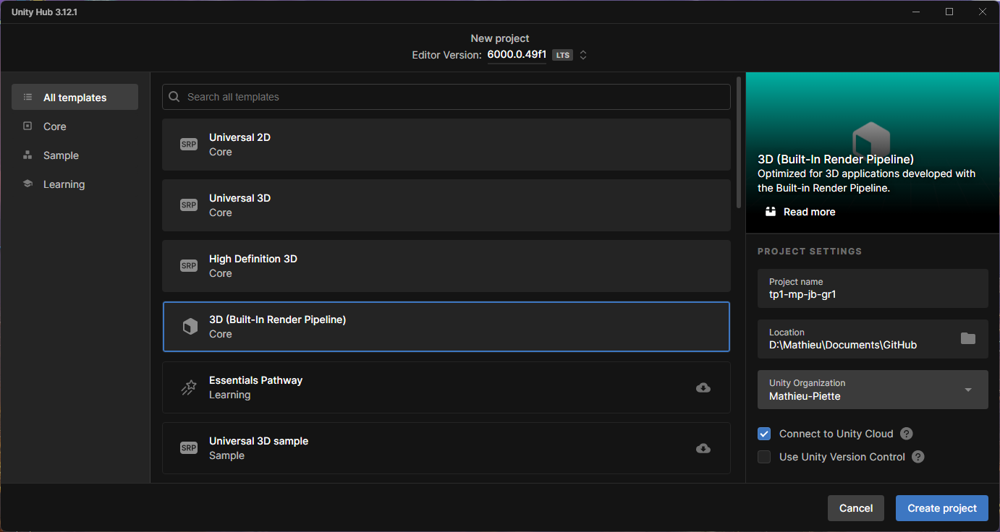 Unity Hub 3.12.1
New project
Editor Version: 6000.0.49f1 LTS
All templates
Core
Sample
Learning
Search all templates
SRP
Universal 2D
Core
SRP
Universal 3D
Core
SRP
High Definition 3D
Core
3D (Built-In Render Pipeline)
Core
Essentials Pathway
Learning
SRP
Universal 3D sample
Sample
3D (Built-In Render Pipeline)
Optimized for 3D applications developed with
the Built-in Render Pipeline.
Read more
PROJECT SETTINGS
Project name
tp1-mp-jb-gr1
Location
D:\Mathieu\Documents\GitHub
Unity Organization
Mathieu-Piette
Connect to Unity Cloud ?
Use Unity Version Control ?
Cancel
Create project